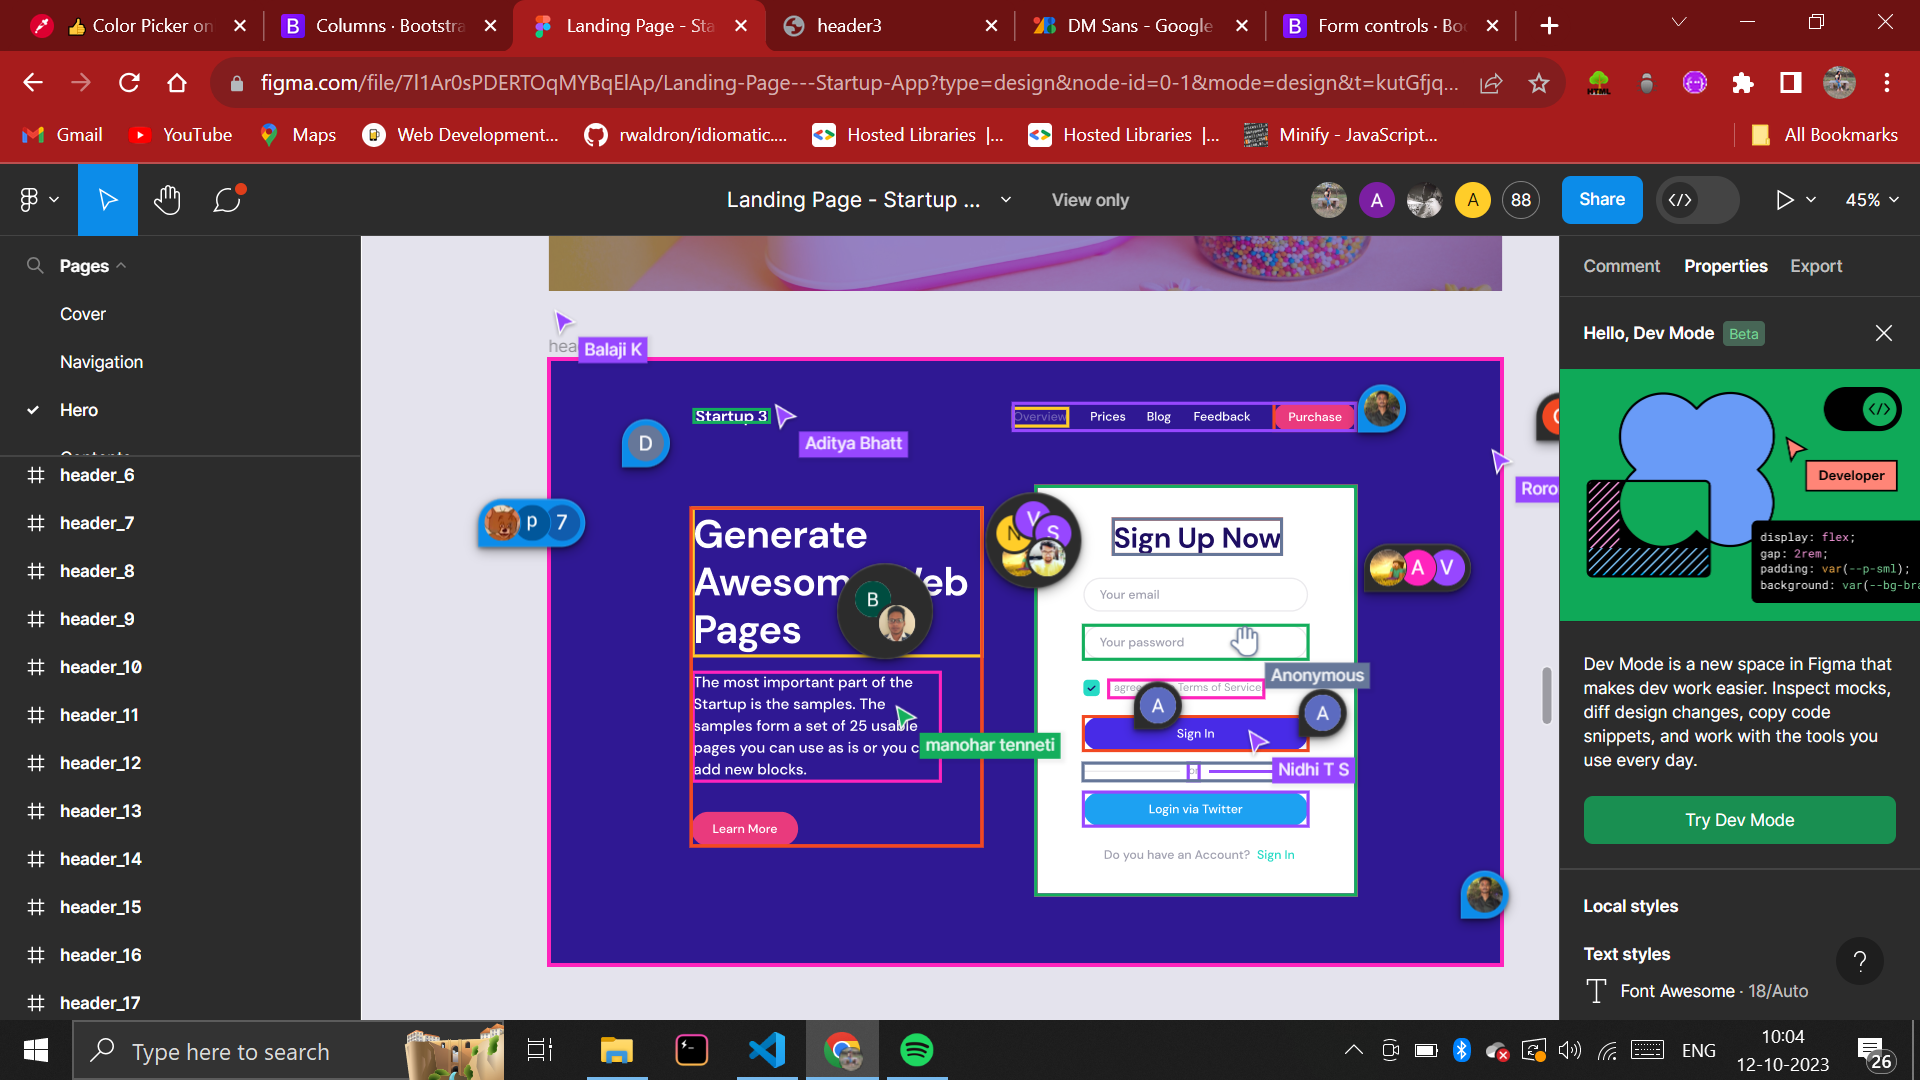 👍 Color Picker on
Columns · Bootstra
Landing Page - Sta
header3
DM Sans - Google
Form controls · Boo
figma.com/file/7l1Ar0sPDERTOqMYBqElAp/Landing-Page---Startup-App?type=design&node-id=0-1&mode=design&t=kutGfjq...
Gmail
YouTube
Maps
Web Development...
rwaldron/idiomatic....
Hosted Libraries |...
Hosted Libraries |...
Minify - JavaScript...
All Bookmarks
Landing Page - Startup ...
View only
A
A
88
Share
45%
Pages
Cover
Navigation
Hero
header_6
header_7
header_8
header_9
header_10
header_11
header_12
header_13
header_14
header_15
header_16
header_17
Balaji K
Startup 3
Aditya Bhatt
D
p 7
Overview
Prices
Blog
Feedback
Purchase
Roro
Generate
Awesome Web
Pages
B
The most important part of the
Startup is the samples. The
samples form a set of 25 usable
pages you can use as is or you c
add new blocks.
manohar tenneti
Learn More
N V S
Sign Up Now
Your email
Your password
Anonymous
agree Terms of Service
A
A
Sign In
Nidhi T S
Login via Twitter
Do you have an Account? Sign In
A V
Comment
Properties
Export
Hello, Dev Mode Beta
Developer
display: flex;
gap: 2rem;
padding: var(--p-sml);
background: var(--bg-bra
Dev Mode is a new space in Figma that
makes dev work easier. Inspect mocks,
diff design changes, copy code
snippets, and work with the tools you
use every day.
Try Dev Mode
Local styles
Text styles
?
Font Awesome · 18/Auto
Type here to search
ENG
10:04
12-10-2023
26